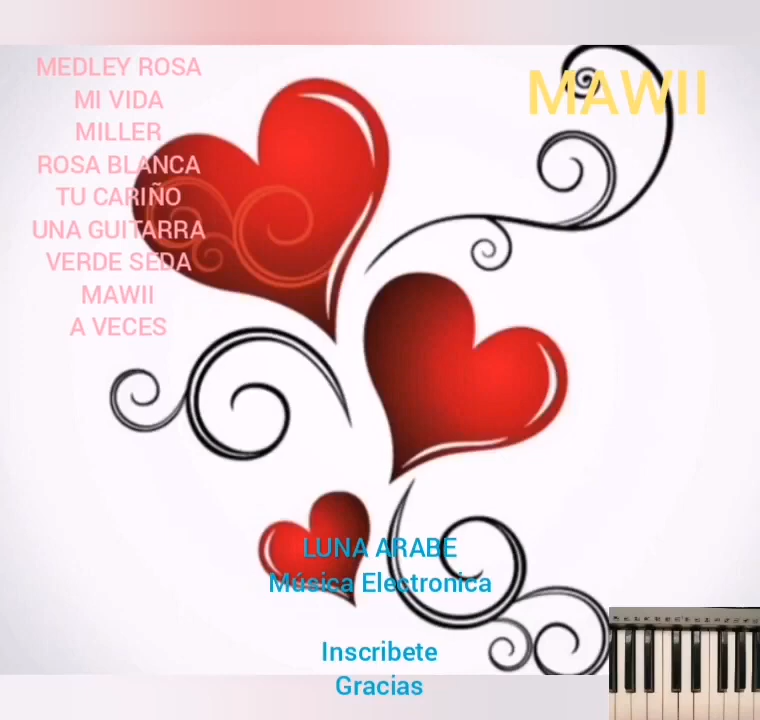 MEDLEY ROSA
MI VIDA
MILLER
ROSA BLANCA
TU CARIÑO
UNA GUITARRA
VERDE SEDA
MAWII
A VECES
MAWII
LUNA ARABE
Música Electronica
Inscribete
Gracias